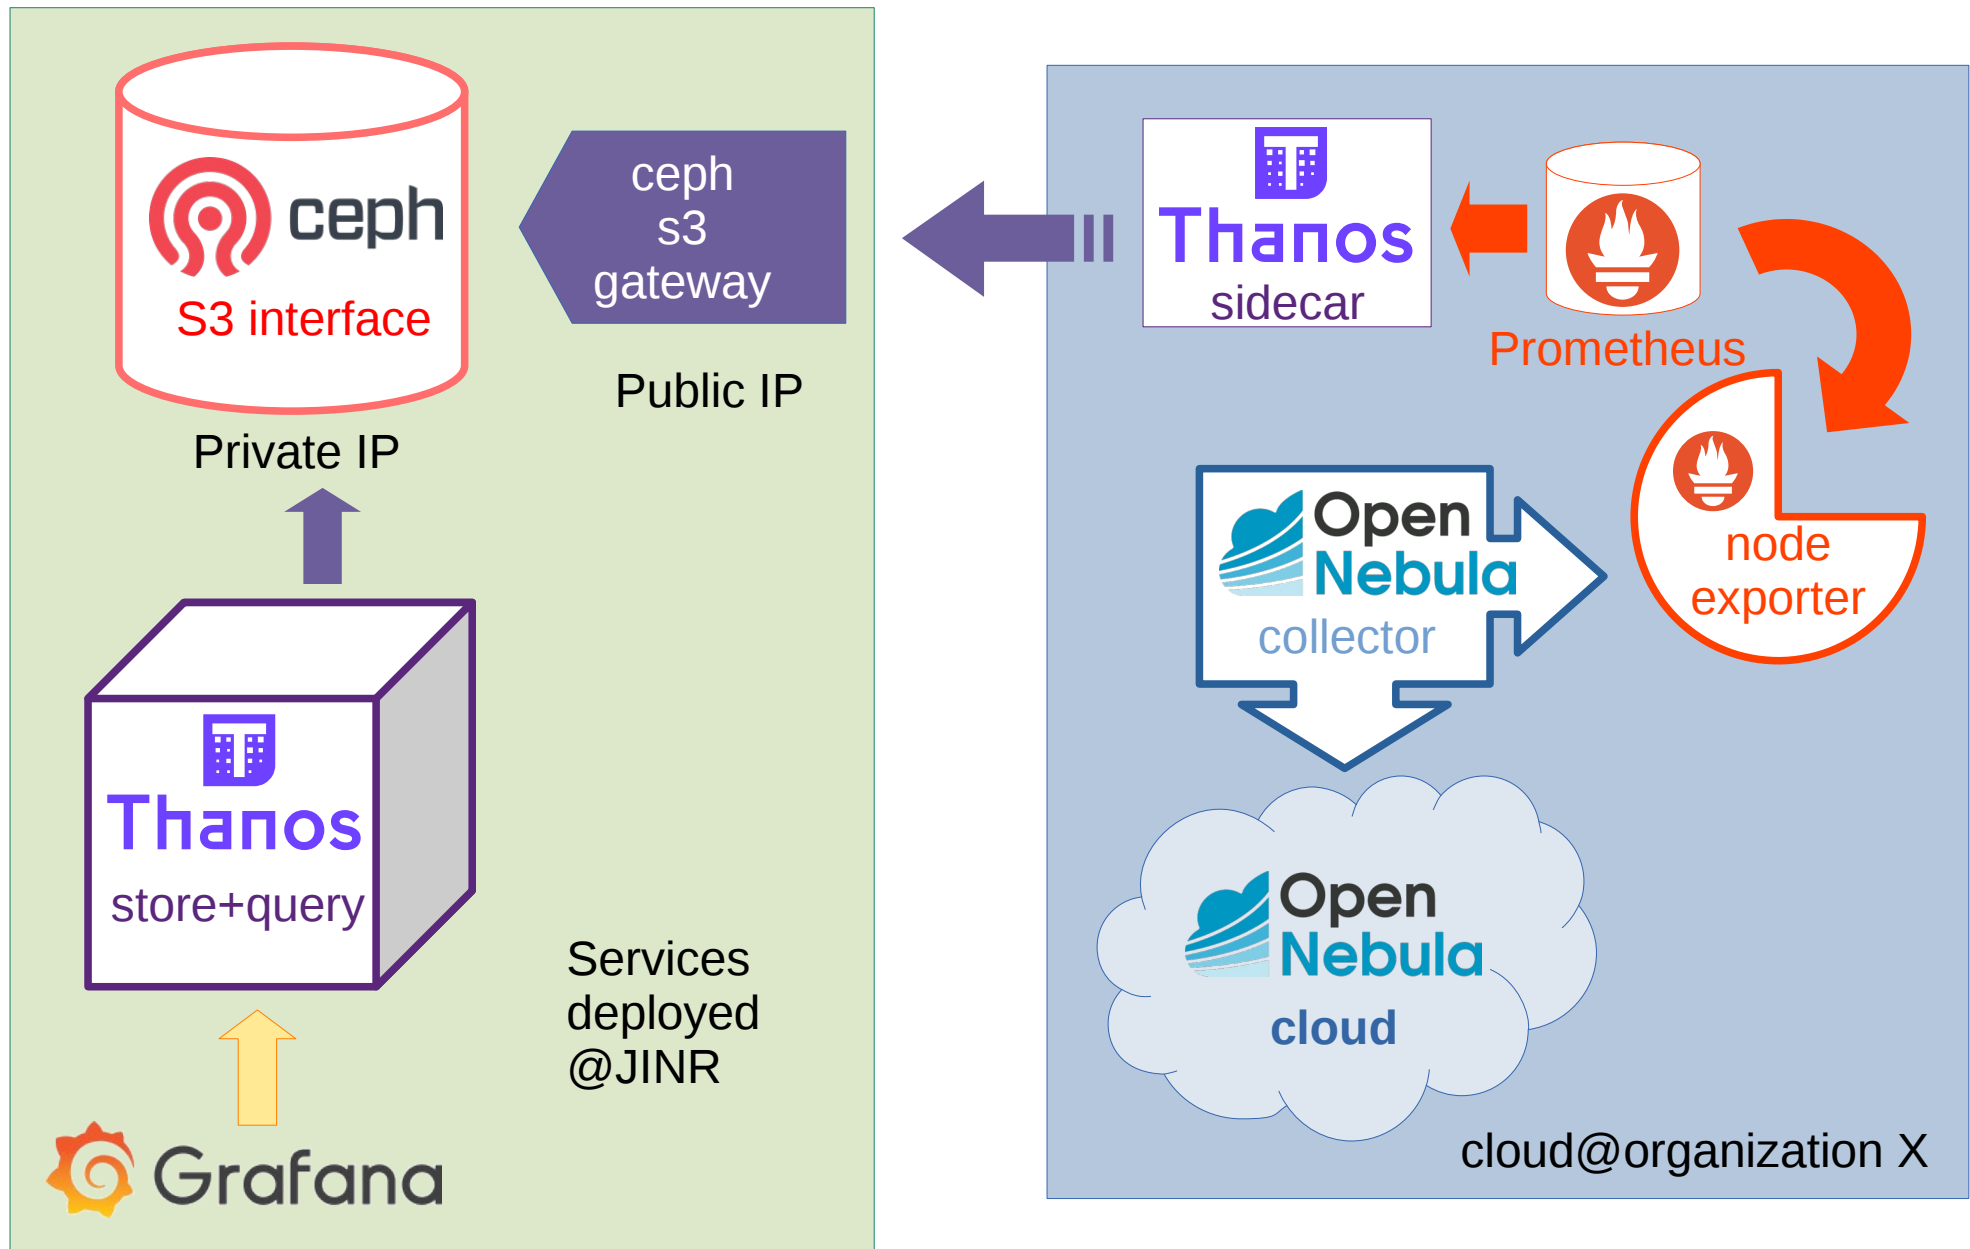 ceph
S3 interface
Private IP
ceph
s3
gateway
Public IP
Thanos
store+query
Services
deployed
@JINR
Grafana
Thanos
sidecar
Prometheus
node
exporter
Open
Nebula
collector
Open
Nebula
cloud
cloud@organization X